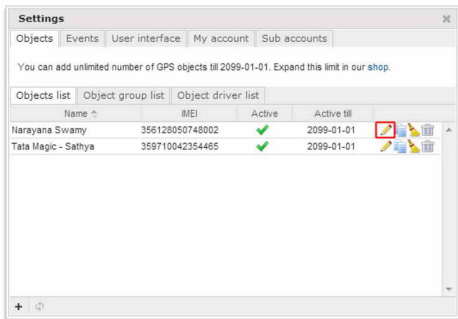 Settings
Objects Events User interface My account Sub accounts
You can add unlimited number of GPS objects till 2099-01-01. Expand this limit in our shop.
Objects list Object group list Object driver list
Name IMEI Active Active till
Narayana Swamy 356128050748002 2099-01-01
Tata Magic - Sathya 359710042354465 2099-01-01